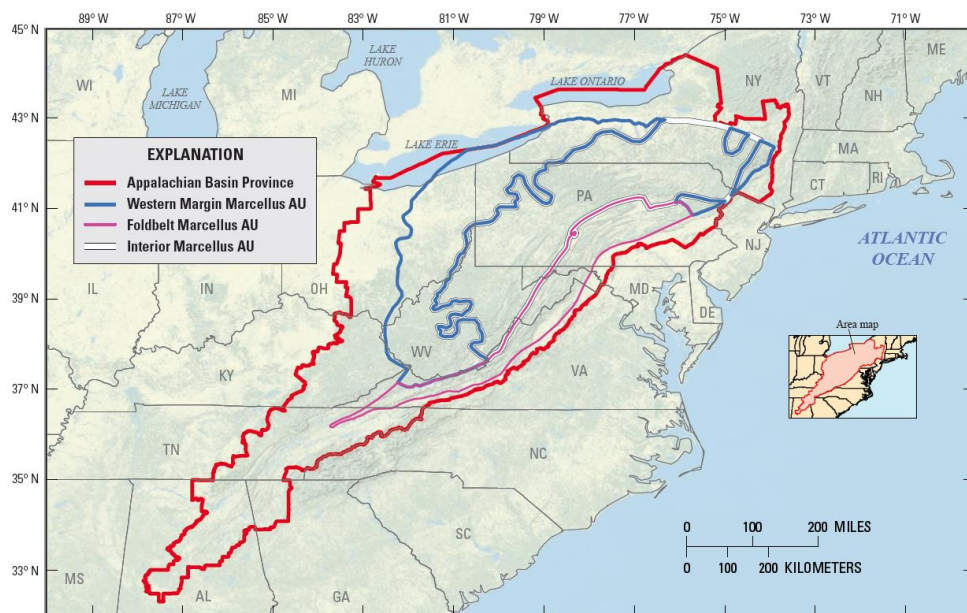 89°W 87°W 85°W 83°W 81°W 79°W 77°W 75°W 73°W 71°W
45°N
43°N
41°N
39°N
37°N
35°N
33°N
WI
LAKE
MICHIGAN
MI
LAKE
HURON
LAKE ONTARIO
LAKE ERIE
NY
VT
NH
ME
MA
CT
RI
EXPLANATION
Appalachian Basin Province
Western Margin Marcellus AU
Foldbelt Marcellus AU
Interior Marcellus AU
PA
NJ
ATLANTIC
OCEAN
IL
IN
OH
MD
DE
WV
VA
KY
Area map
TN
NC
SC
MS
AL
GA
0 100 200 MILES
0 100 200 KILOMETERS